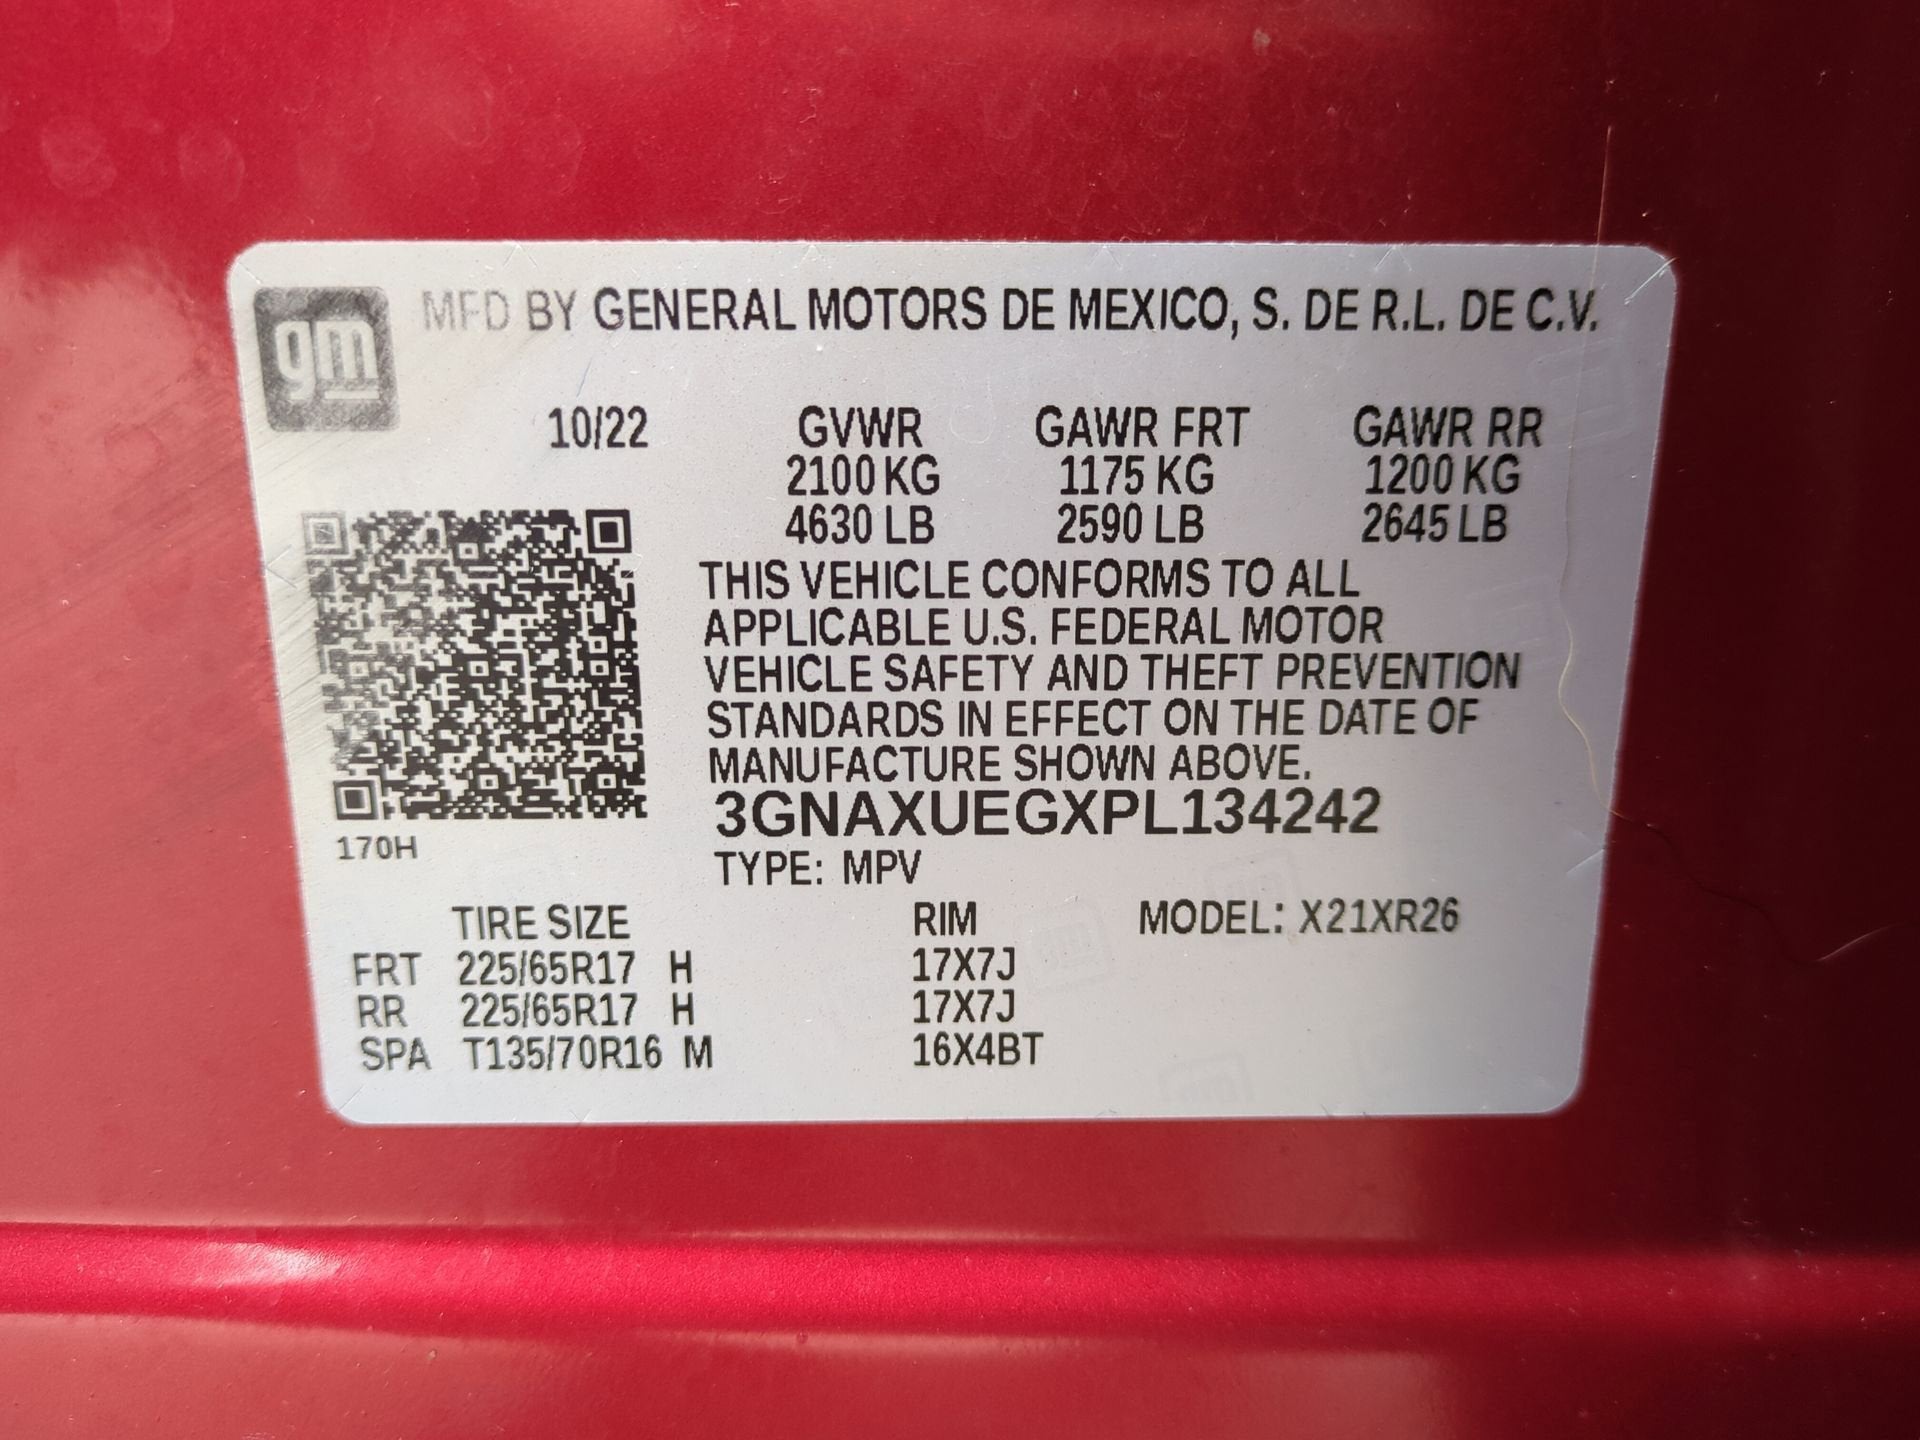 gm
MFD BY GENERAL MOTORS DE MEXICO, S. DE R.L. DE C.V.
10/22 GVWR GAWR FRT GAWR RR
2100 KG 1175 KG 1200 KG
4630 LB 2590 LB 2645 LB
THIS VEHICLE CONFORMS TO ALL
APPLICABLE U.S. FEDERAL MOTOR
VEHICLE SAFETY AND THEFT PREVENTION
STANDARDS IN EFFECT ON THE DATE OF
MANUFACTURE SHOWN ABOVE.
3GNAXUEGXPL134242
170H
TYPE: MPV
TIRE SIZE RIM MODEL: X21XR26
FRT 225/65R17 H 17X7J
RR 225/65R17 H 17X7J
SPA T135/70R16 M 16X4BT